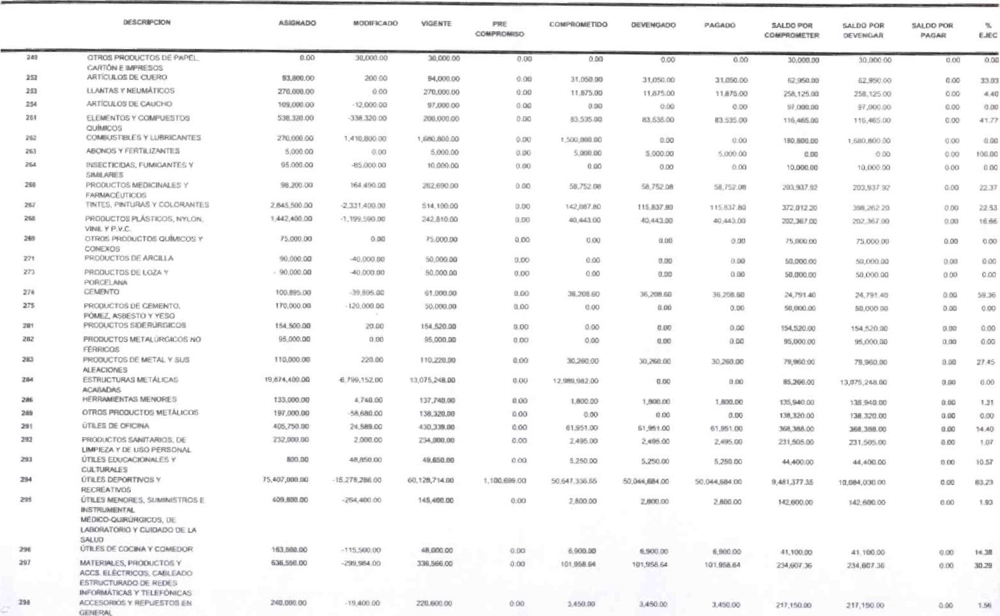 DESCRIPCION ASIGNADO MODIFICADO VIGENTE PRE COMPROMISO COMPROMETIDO DEVENGADO PAGADO SALDO POR COMPROMETER SALDO POR DEVENGAR SALDO POR PAGAR % EJEC
249 OTROS PRODUCTOS DE PAPEL, 0.00 30,000.00 30,000.00 0.00 0.00 0.00 0.00 30,000.00 30,000.00 0.00 0.00
CARTÓN E IMPRESOS
252 ARTÍCULOS DE CUERO 93,800.00 200.00 94,000.00 0.00 31,050.00 31,050.00 31,050.00 62,950.00 62,950.00 0.00 33.03
253 LLANTAS Y NEUMÁTICOS 270,000.00 0.00 270,000.00 0.00 11,875.00 11,875.00 11,875.00 258,125.00 258,125.00 0.00 4.40
254 ARTÍCULOS DE CAUCHO 109,000.00 -12,000.00 97,000.00 0.00 0.00 0.00 0.00 97,000.00 97,000.00 0.00 0.00
261 ELEMENTOS Y COMPUESTOS 538,320.00 -338,320.00 200,000.00 0.00 83,535.00 83,535.00 83,535.00 116,465.00 116,465.00 0.00 41.77
QUÍMICOS
262 COMBUSTIBLES Y LUBRICANTES 270,000.00 1,410,800.00 1,680,800.00 0.00 1,500,000.00 0.00 0.00 180,800.00 1,680,800.00 0.00 0.00
263 ABONOS Y FERTILIZANTES 5,000.00 0.00 5,000.00 0.00 5,000.00 5,000.00 5,000.00 0.00 0.00 0.00 100.00
264 INSECTICIDAS, FUMIGANTES Y 95,000.00 -85,000.00 10,000.00 0.00 0.00 0.00 0.00 10,000.00 10,000.00 0.00 0.00
SIMILARES
266 PRODUCTOS MEDICINALES Y 98,200.00 164,490.00 262,690.00 0.00 58,752.08 58,752.08 58,752.08 203,937.92 203,937.92 0.00 22.37
FARMACÉUTICOS
267 TINTES, PINTURAS Y COLORANTES 2,845,500.00 -2,331,400.00 514,100.00 0.00 142,087.80 115,837.80 115,837.80 372,012.20 398,262.20 0.00 22.53
268 PRODUCTOS PLÁSTICOS, NYLON, 1,442,400.00 -1,199,590.00 242,810.00 0.00 40,443.00 40,443.00 40,443.00 202,367.00 202,367.00 0.00 16.66
VINIL Y P.V.C.
269 OTROS PRODUCTOS QUÍMICOS Y 75,000.00 0.00 75,000.00 0.00 0.00 0.00 0.00 75,000.00 75,000.00 0.00 0.00
CONEXOS
271 PRODUCTOS DE ARCILLA 90,000.00 -40,000.00 50,000.00 0.00 0.00 0.00 0.00 50,000.00 50,000.00 0.00 0.00
273 PRODUCTOS DE LOZA Y 90,000.00 -40,000.00 50,000.00 0.00 0.00 0.00 0.00 50,000.00 50,000.00 0.00 0.00
PORCELANA
274 CEMENTO 100,895.00 -39,895.00 61,000.00 0.00 36,208.60 36,208.60 36,208.60 24,791.40 24,791.40 0.00 59.36
275 PRODUCTOS DE CEMENTO, 170,000.00 -120,000.00 50,000.00 0.00 0.00 0.00 0.00 50,000.00 50,000.00 0.00 0.00
PÓMEZ, ASBESTO Y YESO
281 PRODUCTOS SIDERÚRGICOS 154,500.00 20.00 154,520.00 0.00 0.00 0.00 0.00 154,520.00 154,520.00 0.00 0.00
282 PRODUCTOS METALÚRGICOS NO 95,000.00 0.00 95,000.00 0.00 0.00 0.00 0.00 95,000.00 95,000.00 0.00 0.00
FÉRRICOS
283 PRODUCTOS DE METAL Y SUS 110,000.00 220.00 110,220.00 0.00 30,260.00 30,260.00 30,260.00 79,960.00 79,960.00 0.00 27.45
ALEACIONES
284 ESTRUCTURAS METÁLICAS 19,874,400.00 -6,799,152.00 13,075,248.00 0.00 12,989,982.00 0.00 0.00 85,266.00 13,075,248.00 0.00 0.00
ACABADAS
286 HERRAMIENTAS MENORES 133,000.00 4,740.00 137,740.00 0.00 1,800.00 1,800.00 1,800.00 135,940.00 135,940.00 0.00 1.31
289 OTROS PRODUCTOS METÁLICOS 197,000.00 -58,680.00 138,320.00 0.00 0.00 0.00 0.00 138,320.00 138,320.00 0.00 0.00
291 ÚTILES DE OFICINA 405,750.00 24,589.00 430,339.00 0.00 61,951.00 61,951.00 61,951.00 368,388.00 368,388.00 0.00 14.40
292 PRODUCTOS SANITARIOS, DE 232,000.00 2,000.00 234,000.00 0.00 2,495.00 2,495.00 2,495.00 231,505.00 231,505.00 0.00 1.07
LIMPIEZA Y DE USO PERSONAL
293 ÚTILES EDUCACIONALES Y 800.00 48,850.00 49,650.00 0.00 5,250.00 5,250.00 5,250.00 44,400.00 44,400.00 0.00 10.57
CULTURALES
294 ÚTILES DEPORTIVOS Y 75,407,000.00 -15,278,286.00 60,128,714.00 1,100,699.00 50,647,336.65 50,044,684.00 50,044,684.00 9,481,377.35 10,084,030.00 0.00 83.23
RECREATIVOS
295 ÚTILES MENORES, SUMINISTROS E 409,800.00 -264,400.00 145,400.00 0.00 2,800.00 2,800.00 2,800.00 142,600.00 142,600.00 0.00 1.93
INSTRUMENTAL
MÉDICO-QUIRÚRGICOS, DE
LABORATORIO Y CUIDADO DE LA
SALUD
296 ÚTILES DE COCINA Y COMEDOR 163,500.00 -115,500.00 48,000.00 0.00 6,900.00 6,900.00 6,900.00 41,100.00 41,100.00 0.00 14.38
297 MATERIALES, PRODUCTOS Y 636,550.00 -299,984.00 336,566.00 0.00 101,958.64 101,958.64 101,958.64 234,607.36 234,607.36 0.00 30.29
ACCS. ELÉCTRICOS, CABLEADO
ESTRUCTURADO DE REDES
INFORMÁTICAS Y TELEFÓNICAS
298 ACCESORIOS Y REPUESTOS EN 240,000.00 -19,400.00 220,600.00 0.00 3,450.00 3,450.00 3,450.00 217,150.00 217,150.00 0.00 1.56
GENERAL